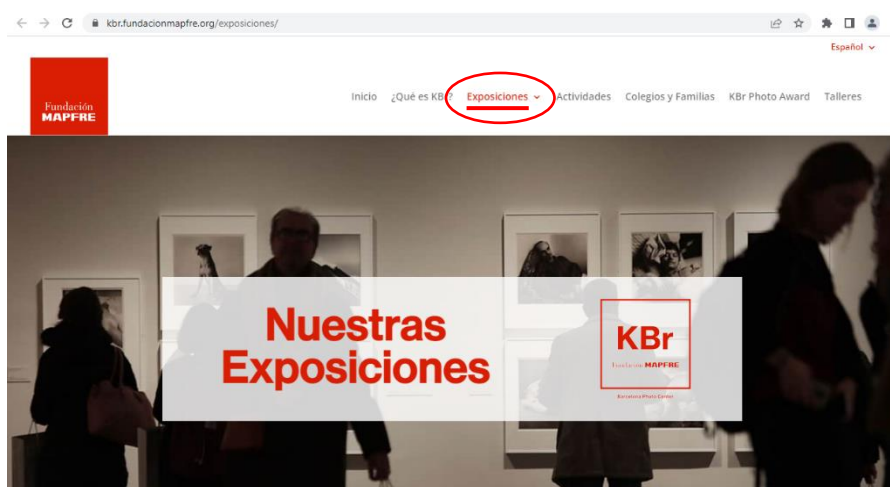 kbr.fundacionmapfre.org/exposiciones/
Español
Fundación
MAPFRE
Inicio ¿Qué es KBr? Exposiciones Actividades Colegios y Familias KBr Photo Award Talleres
Nuestras
Exposiciones
KBr
Fundación MAPFRE
Barcelona Photo Center